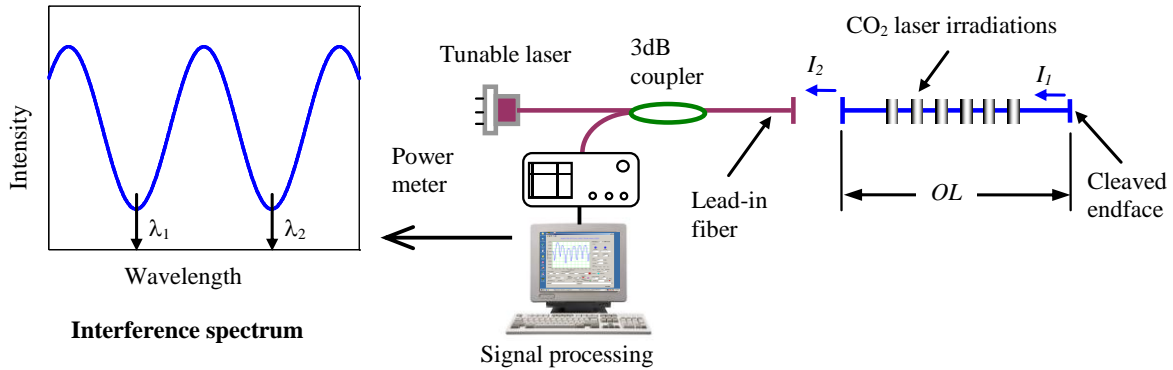 Intensity
λ1
λ2
Wavelength
Interference spectrum
Tunable laser
3dB
coupler
Power
meter
Lead-in
fiber
Signal processing
CO2 laser irradiations
I2
I1
OL
Cleaved
endface